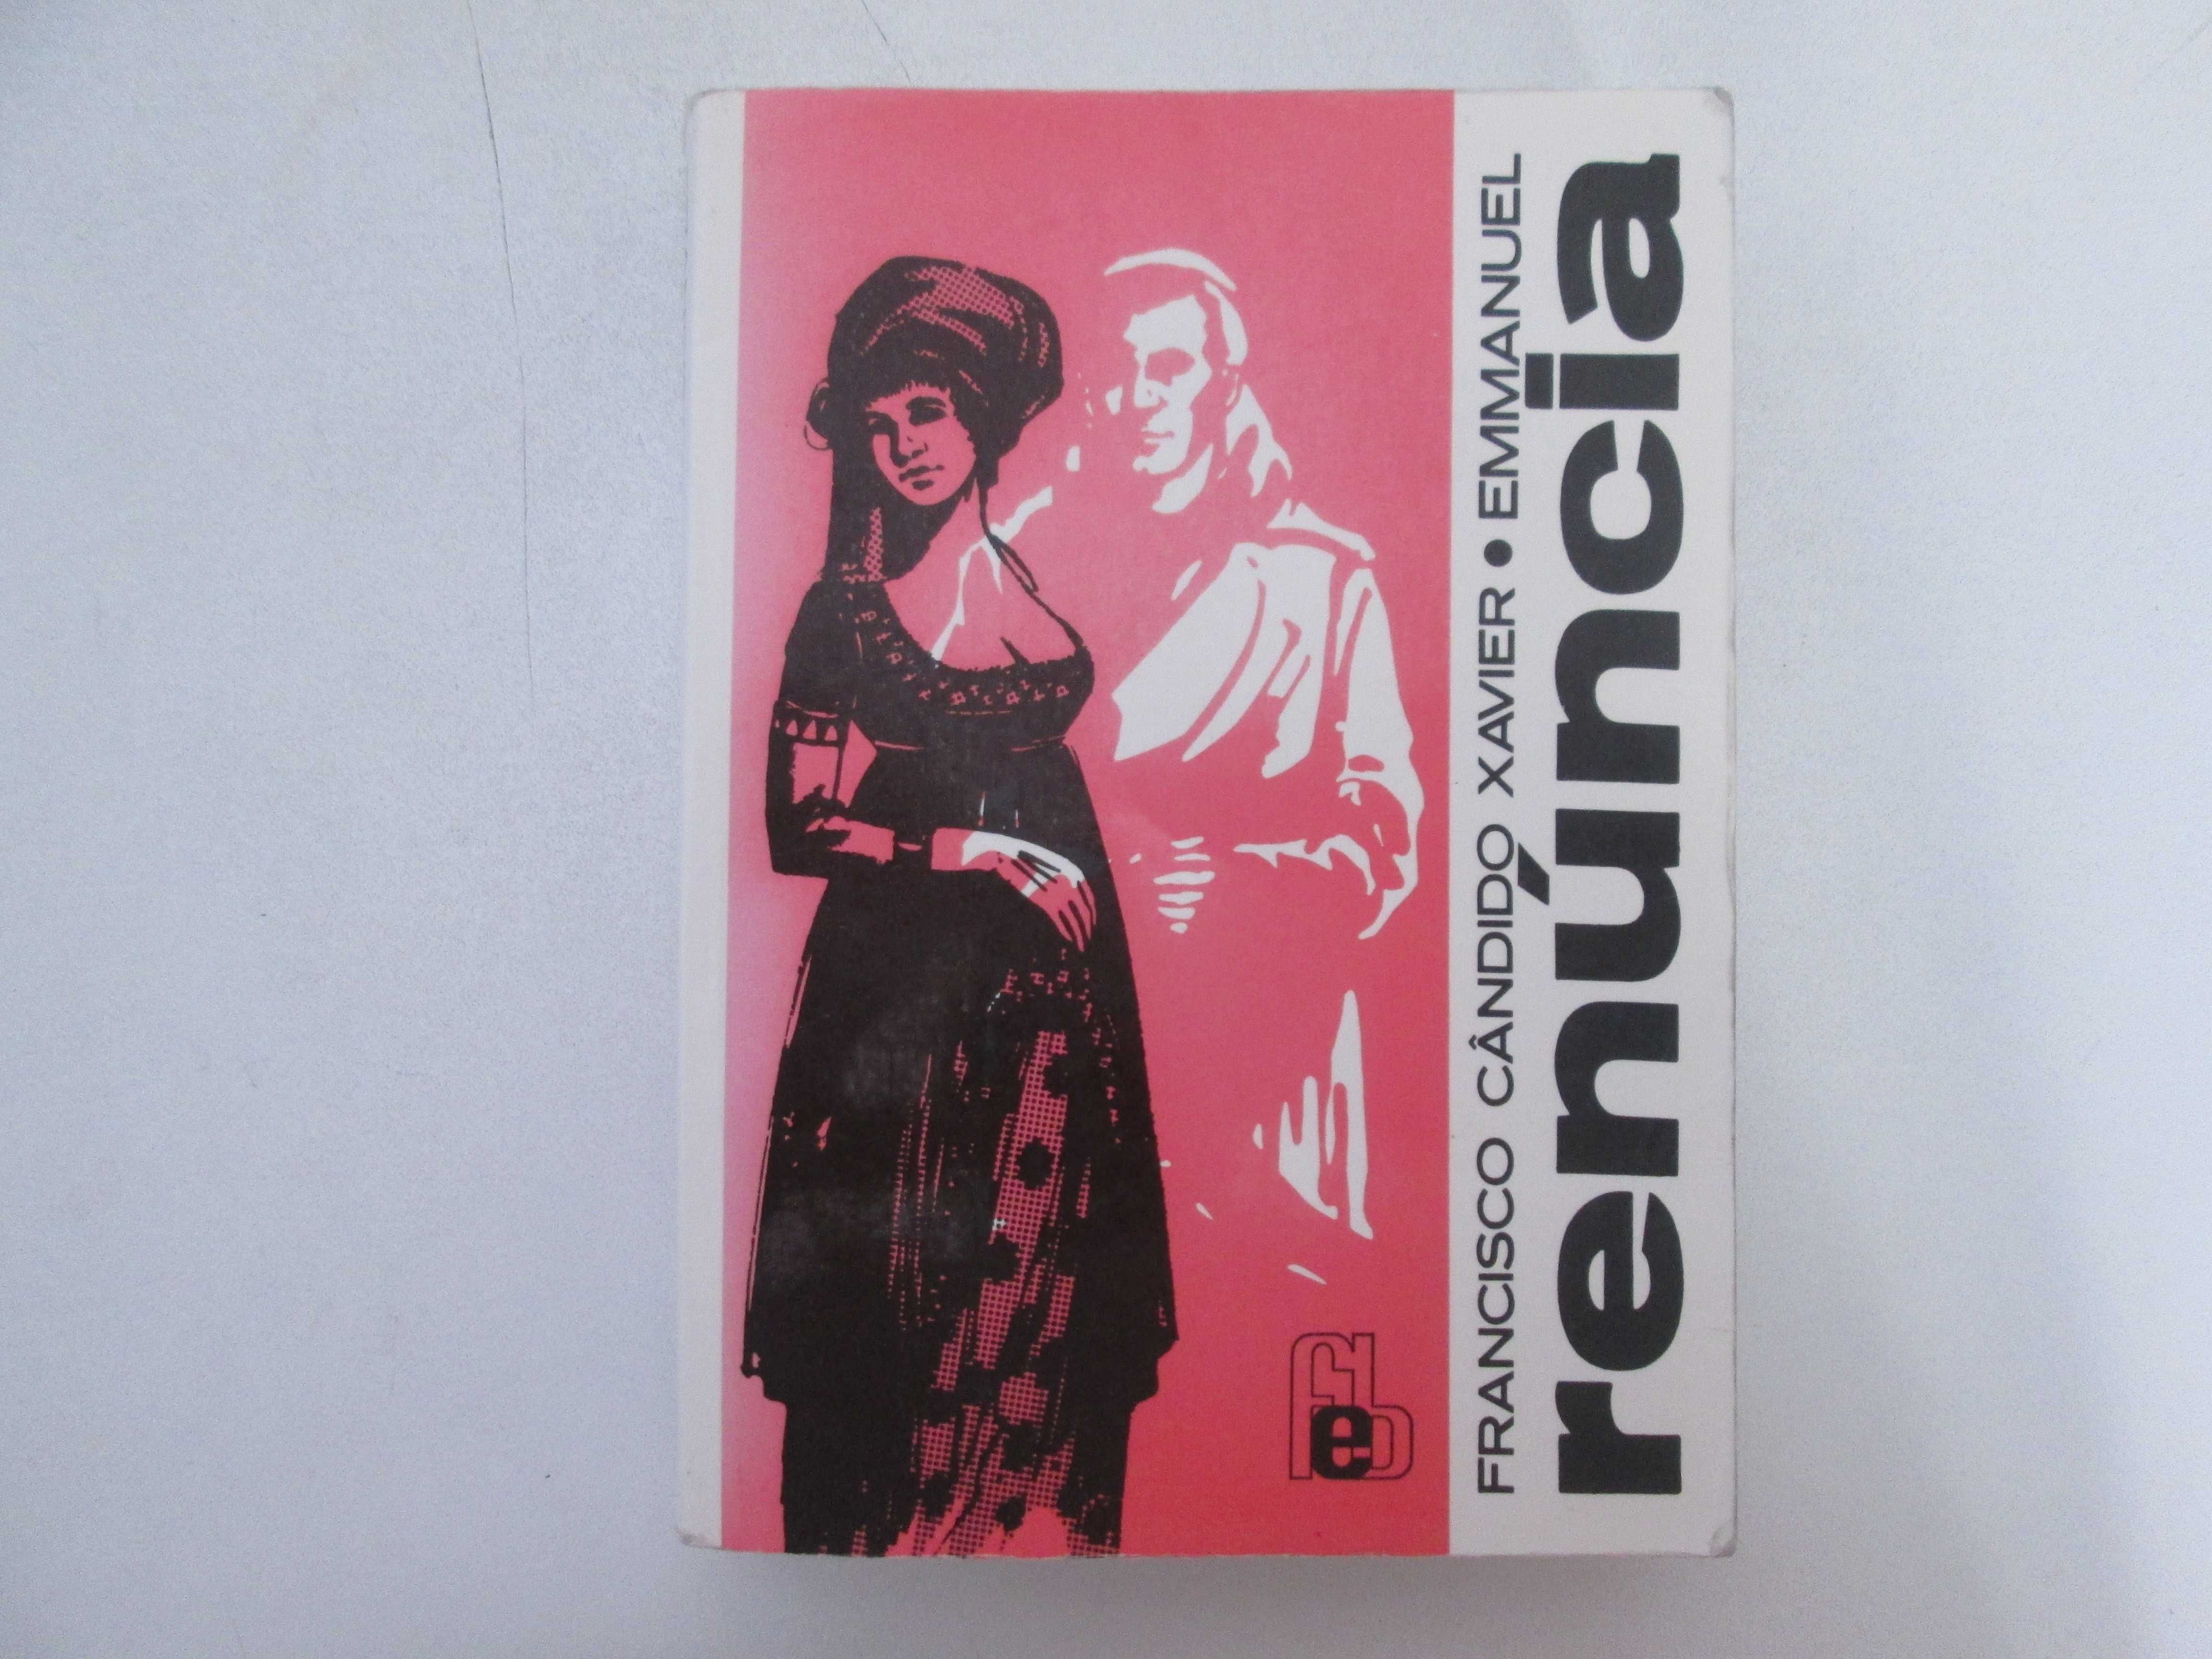 FRANCISCO CÂNDIDO XAVIER • EMMANUEL
renúncia
feb